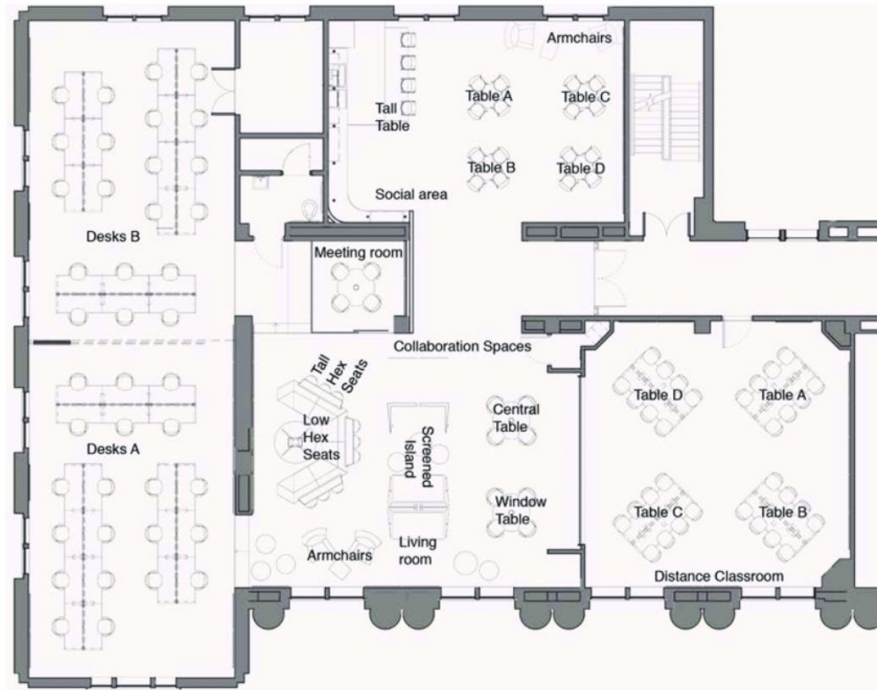 Armchairs
Table A
Table C
Tall
Table
Table B
Table D
Social area
Desks B
Meeting room
Collaboration Spaces
Tall
Hex
Seats
Low
Hex
Seats
Screened
Island
Central
Table
Table D
Table A
Desks A
Window
Table
Table C
Table B
Armchairs
Living
room
Distance Classroom